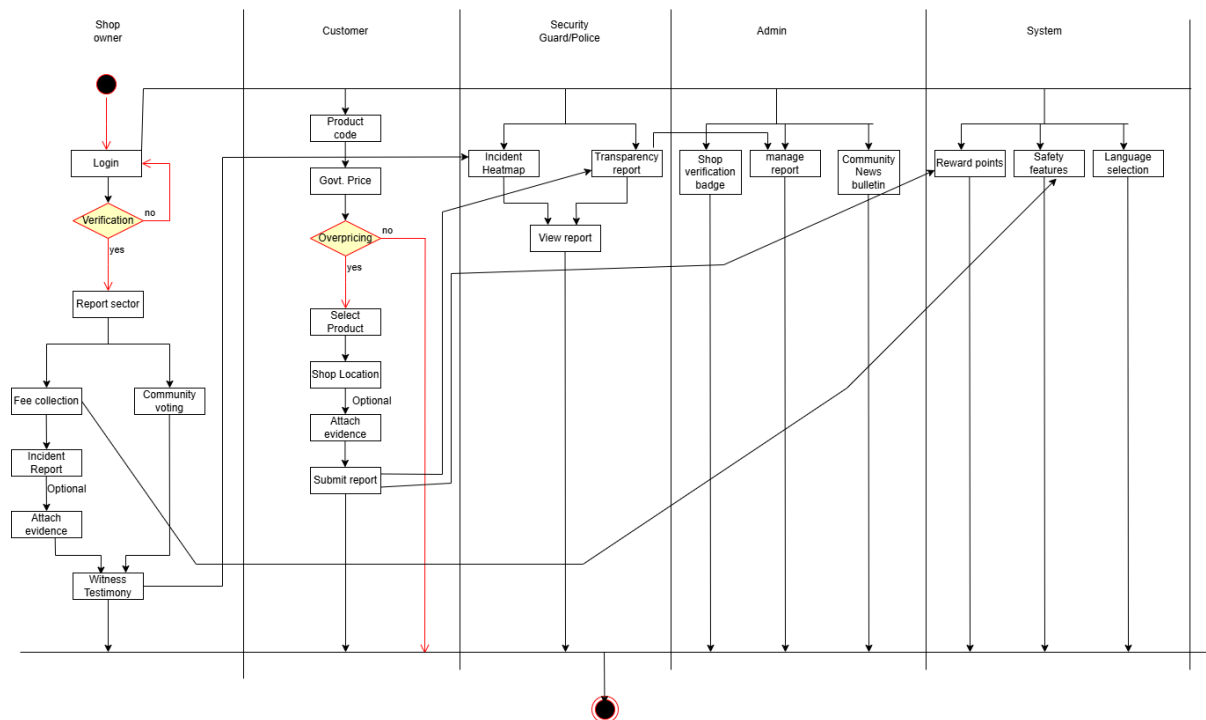 Shop
owner
Customer
Security
Guard/Police
Admin
System
Login
no
Verification
yes
Report sector
Fee collection
Community
voting
Incident
Report
Optional
Attach
evidence
Witness
Testimony
Product
code
Govt. Price
Overpricing
no
yes
Select
Product
Shop Location
Optional
Attach
evidence
Submit report
Incident
Heatmap
Transparency
report
View report
Shop
verification
badge
manage
report
Community
News
bulletin
Reward points
Safety
features
Language
selection